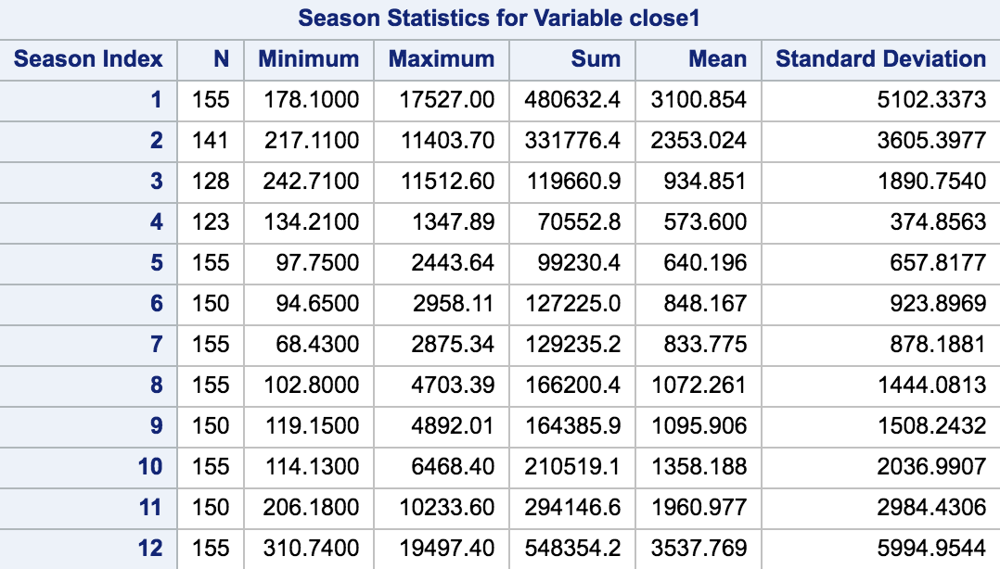 Season Statistics for Variable close1
Season Index N Minimum Maximum Sum Mean Standard Deviation
1 155 178.1000 17527.00 480632.4 3100.854 5102.3373
2 141 217.1100 11403.70 331776.4 2353.024 3605.3977
3 128 242.7100 11512.60 119660.9 934.851 1890.7540
4 123 134.2100 1347.89 70552.8 573.600 374.8563
5 155 97.7500 2443.64 99230.4 640.196 657.8177
6 150 94.6500 2958.11 127225.0 848.167 923.8969
7 155 68.4300 2875.34 129235.2 833.775 878.1881
8 155 102.8000 4703.39 166200.4 1072.261 1444.0813
9 150 119.1500 4892.01 164385.9 1095.906 1508.2432
10 155 114.1300 6468.40 210519.1 1358.188 2036.9907
11 150 206.1800 10233.60 294146.6 1960.977 2984.4306
12 155 310.7400 19497.40 548354.2 3537.769 5994.9544